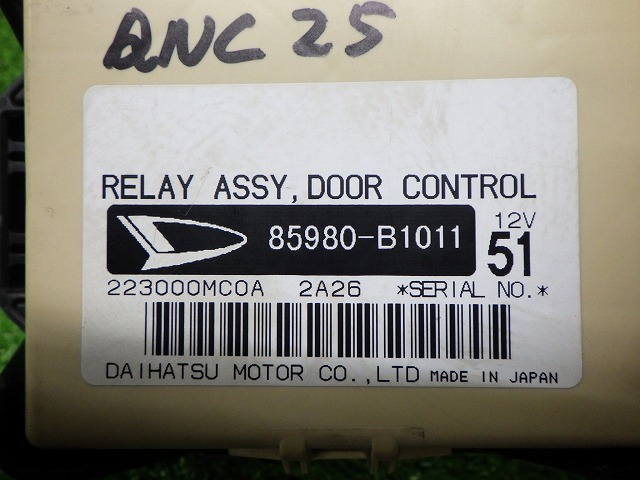 QNC 25
RELAY ASSY, DOOR CONTROL
85980-B1011
12V
51
223000MC0A 2A26 *SERIAL NO.*
DAIHATSU MOTOR CO.,LTD MADE IN JAPAN